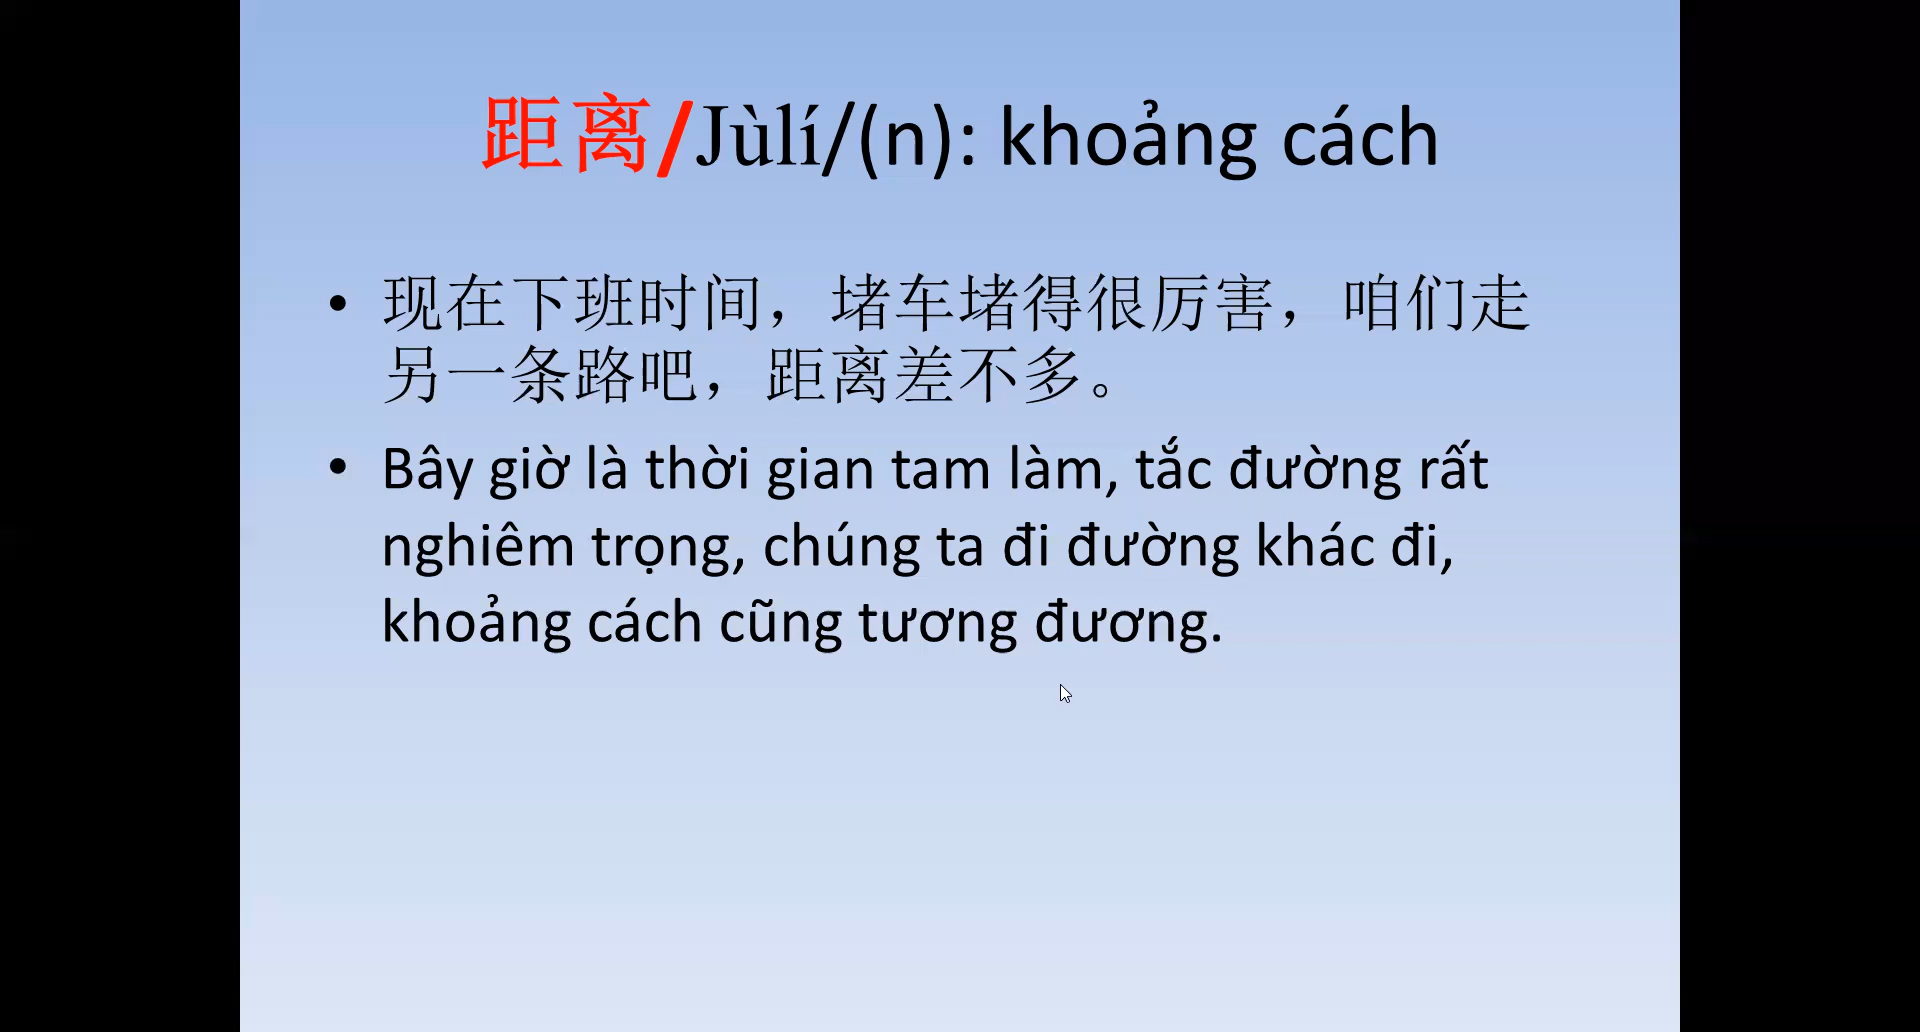 距离/Jùlí/(n): khoảng cách
• 现在下班时间，堵车堵得很厉害，咱们走
另一条路吧，距离差不多。
• Bây giờ là thời gian tam làm, tắc đường rất
nghiêm trọng, chúng ta đi đường khác đi,
khoảng cách cũng tương đương.